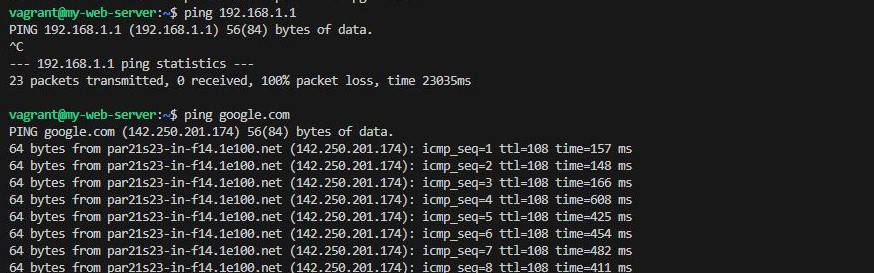 vagrant@my-web-server:~$ ping 192.168.1.1
PING 192.168.1.1 (192.168.1.1) 56(84) bytes of data.
^C
--- 192.168.1.1 ping statistics ---
23 packets transmitted, 0 received, 100% packet loss, time 23035ms
vagrant@my-web-server:~$ ping google.com
PING google.com (142.250.201.174) 56(84) bytes of data.
64 bytes from par21s23-in-f14.1e100.net (142.250.201.174): icmp_seq=1 ttl=108 time=157 ms
64 bytes from par21s23-in-f14.1e100.net (142.250.201.174): icmp_seq=2 ttl=108 time=148 ms
64 bytes from par21s23-in-f14.1e100.net (142.250.201.174): icmp_seq=3 ttl=108 time=166 ms
64 bytes from par21s23-in-f14.1e100.net (142.250.201.174): icmp_seq=4 ttl=108 time=608 ms
64 bytes from par21s23-in-f14.1e100.net (142.250.201.174): icmp_seq=5 ttl=108 time=425 ms
64 bytes from par21s23-in-f14.1e100.net (142.250.201.174): icmp_seq=6 ttl=108 time=454 ms
64 bytes from par21s23-in-f14.1e100.net (142.250.201.174): icmp_seq=7 ttl=108 time=482 ms
64 bytes from par21s23-in-f14.1e100.net (142.250.201.174): icmp_seq=8 ttl=108 time=411 ms